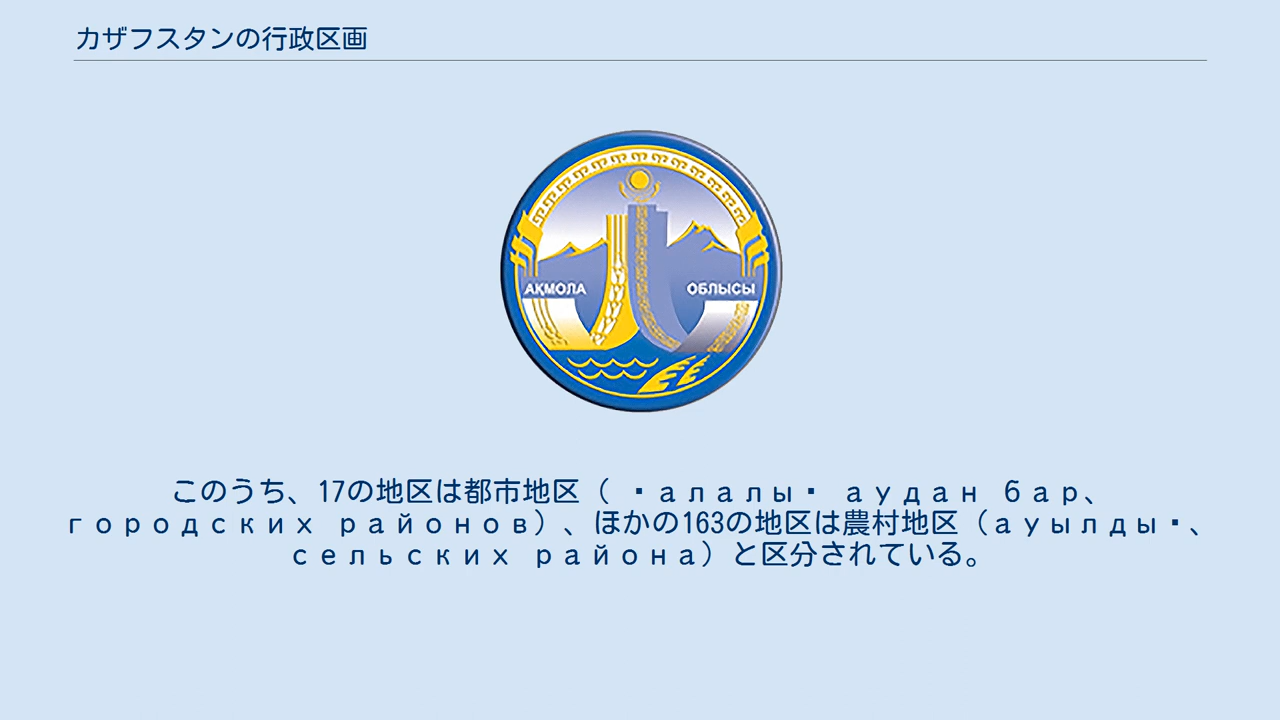 カザフスタンの行政区画
АҚМОЛА ОБЛЫСЫ
このうち、17の地区は都市地区（ ▪алалы▪ аудан бар、
городских районов）、ほかの163の地区は農村地区（ауылды▪、
сельских района）と区分されている。